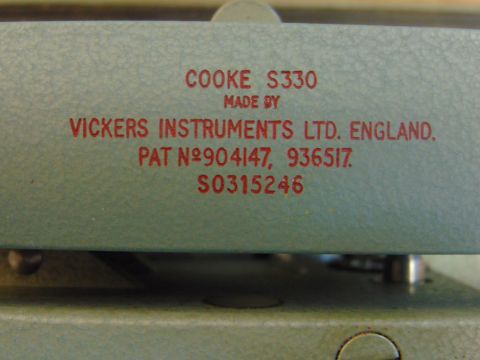 COOKE S330
MADE BY
VICKERS INSTRUMENTS LTD. ENGLAND.
PAT Nº904147, 936517.
S0315246